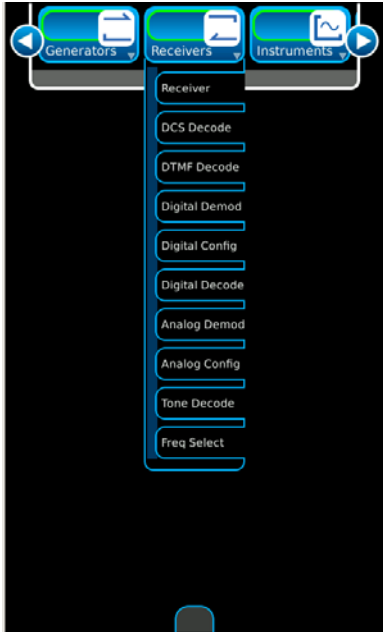 Generators
Receivers
Instruments
Receiver
DCS Decode
DTMF Decode
Digital Demod
Digital Config
Digital Decode
Analog Demod
Analog Config
Tone Decode
Freq Select